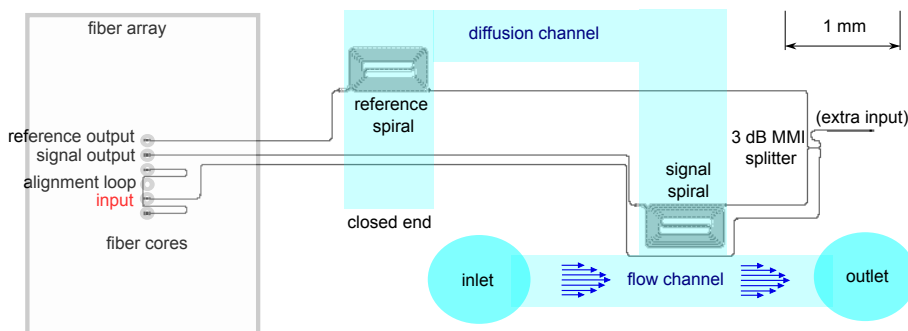 fiber array
diffusion channel
1 mm
reference
spiral
(extra input)
reference output
signal output
3 dB MMI
splitter
alignment loop
signal
spiral
input
closed end
fiber cores
inlet
flow channel
outlet